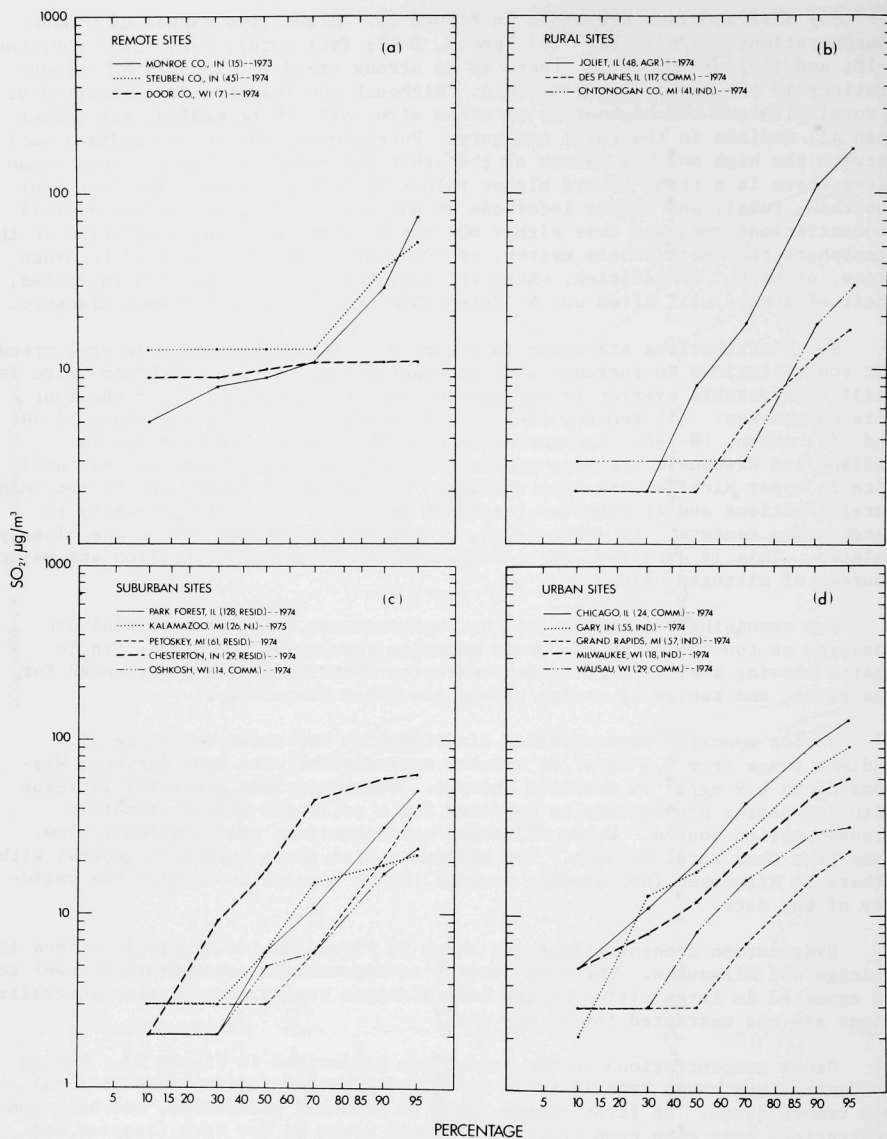 REMOTE SITES
(a)
MONROE CO., IN (15)--1973
STEUBEN CO., IN (45)--1974
DOOR CO., WI (7)--1974
1000
100
10
1
RURAL SITES
(b)
JOLIET, IL (48, AGR)--1974
DES PLAINES, IL (117, COMM.)--1974
ONTONOGAN CO., MI (41, IND.)--1974
SO2, µg/m3
SUBURBAN SITES
(c)
PARK FOREST, IL (128, RESID.)--1974
KALAMAZOO, MI (26, N.I.)--1975
PETOSKEY, MI (61, RESID.)--1974
CHESTERTON, IN (29, RESID.)--1974
OSHKOSH, WI (14, COMM.)--1974
1000
100
10
1
5 10 15 20 30 40 50 60 70 80 85 90 95
URBAN SITES
(d)
CHICAGO, IL (24, COMM.)--1974
GARY, IN (55, IND.)--1974
GRAND RAPIDS, MI (57, IND.)--1974
MILWAUKEE, WI (18, IND)--1974
WAUSAU, WI (29, COMM.)--1974
5 10 15 20 30 40 50 60 70 80 85 90 95
PERCENTAGE